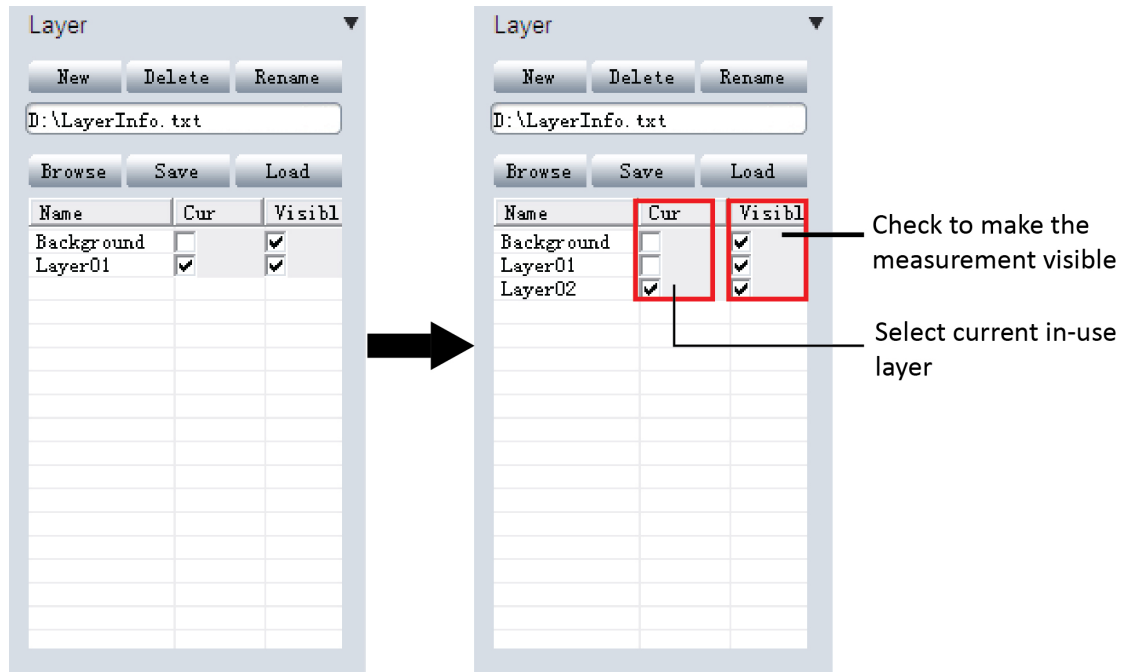 Layer
New Delete Rename
D:\LayerInfo.txt
Browse Save Load
Name Cur Visibl
Background
Layer01
Layer
New Delete Rename
D:\LayerInfo.txt
Browse Save Load
Name Cur Visibl
Background
Layer01
Layer02
Check to make the
measurement visible
Select current in-use
layer